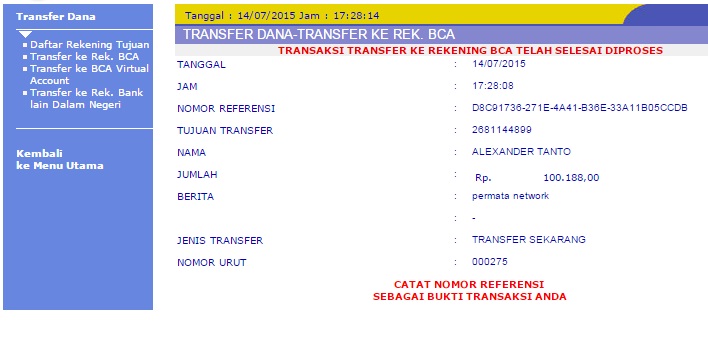 Transfer Dana
Daftar Rekening Tujuan
Transfer ke Rek. BCA
Transfer ke BCA Virtual
Account
Transfer ke Rek. Bank
lain Dalam Negeri
Kembali
ke Menu Utama
Tanggal : 14/07/2015 Jam : 17:28:14
TRANSFER DANA-TRANSFER KE REK. BCA
TRANSAKSI TRANSFER KE REKENING BCA TELAH SELESAI DIPROSES
TANGGAL : 14/07/2015
JAM : 17:28:08
NOMOR REFERENSI : D8C91736-271E-4A41-B36E-33A11B05CCDB
TUJUAN TRANSFER : 2681144899
NAMA : ALEXANDER TANTO
JUMLAH : Rp. 100.188,00
BERITA : permata network
: -
JENIS TRANSFER : TRANSFER SEKARANG
NOMOR URUT : 000275
CATAT NOMOR REFERENSI
SEBAGAI BUKTI TRANSAKSI ANDA